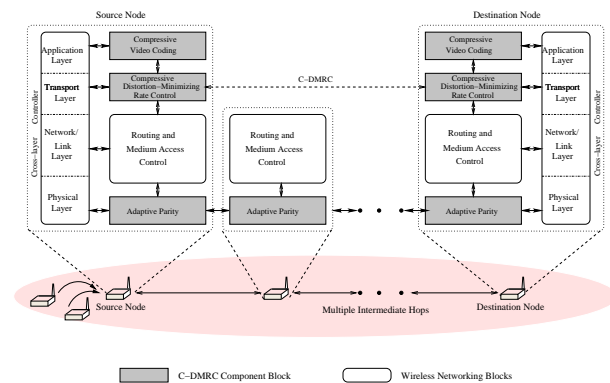 Source Node
Destination Node
Cross-layer Controller
Application
Layer
Transport
Layer
Network/
Link
Layer
Physical
Layer
Compressive
Video Coding
Compressive
Distortion-Minimizing
Rate Control
Routing and
Medium Access
Control
Adaptive Parity
C-DMRC
Routing and
Medium Access
Control
Adaptive Parity
Compressive
Video Coding
Compressive
Distortion-Minimizing
Rate Control
Routing and
Medium Access
Control
Adaptive Parity
Application
Layer
Transport
Layer
Network/
Link
Layer
Physical
Layer
Cross-layer Controller
Source Node
Multiple Intermediate Hops
Destination Node
C-DMRC Component Block
Wireless Networking Blocks